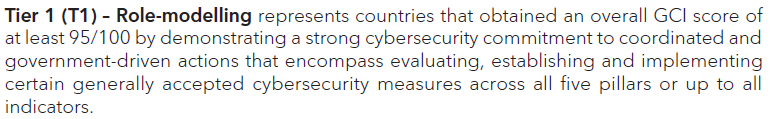 Tier 1 (T1) – Role-modelling represents countries that obtained an overall GCI score of
at least 95/100 by demonstrating a strong cybersecurity commitment to coordinated and
government-driven actions that encompass evaluating, establishing and implementing
certain generally accepted cybersecurity measures across all five pillars or up to all
indicators.